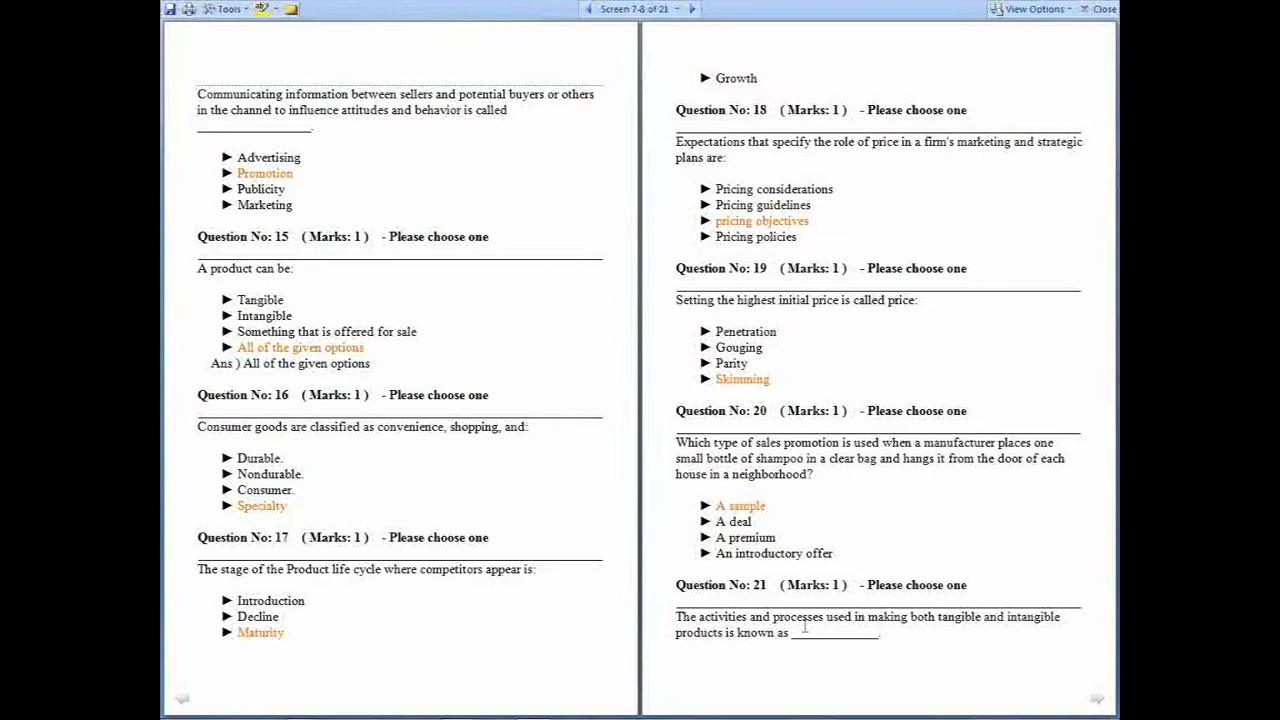 Tools
Screen 7-8 of 21
View Options
Close
Communicating information between sellers and potential buyers or others
in the channel to influence attitudes and behavior is called
________________.
► Advertising
► Promotion
► Publicity
► Marketing
Question No: 15 ( Marks: 1 ) - Please choose one
A product can be:
► Tangible
► Intangible
► Something that is offered for sale
► All of the given options
Ans ) All of the given options
Question No: 16 ( Marks: 1 ) - Please choose one
Consumer goods are classified as convenience, shopping, and:
► Durable.
► Nondurable.
► Consumer.
► Specialty
Question No: 17 ( Marks: 1 ) - Please choose one
The stage of the Product life cycle where competitors appear is:
► Introduction
► Decline
► Maturity
► Growth
Question No: 18 ( Marks: 1 ) - Please choose one
Expectations that specify the role of price in a firm's marketing and strategic
plans are:
► Pricing considerations
► Pricing guidelines
► pricing objectives
► Pricing policies
Question No: 19 ( Marks: 1 ) - Please choose one
Setting the highest initial price is called price:
► Penetration
► Gouging
► Parity
► Skimming
Question No: 20 ( Marks: 1 ) - Please choose one
Which type of sales promotion is used when a manufacturer places one
small bottle of shampoo in a clear bag and hangs it from the door of each
house in a neighborhood?
► A sample
► A deal
► A premium
► An introductory offer
Question No: 21 ( Marks: 1 ) - Please choose one
The activities and processes used in making both tangible and intangible
products is known as ____________.